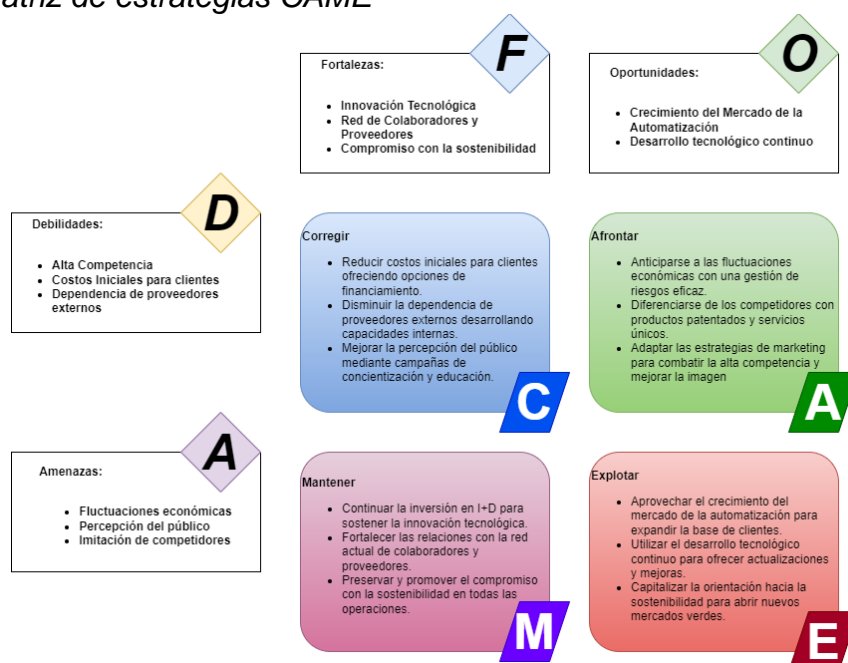 atriz de estrategias CAME
F
Fortalezas:
Innovación Tecnológica
Red de Colaboradores y
Proveedores
Compromiso con la sostenibilidad
O
Oportunidades:
Crecimiento del Mercado de la
Automatización
Desarrollo tecnológico continuo
D
Debilidades:
Alta Competencia
Costos Iniciales para clientes
Dependencia de proveedores
externos
Corregir
Reducir costos iniciales para clientes
ofreciendo opciones de
financiamiento.
Disminuir la dependencia de
proveedores externos desarrollando
capacidades internas.
Mejorar la percepción del público
mediante campañas de
concientización y educación.
C
Afrontar
Anticiparse a las fluctuaciones
económicas con una gestión de
riesgos eficaz.
Diferenciarse de los competidores con
productos patentados y servicios
únicos.
Adaptar las estrategias de marketing
para combatir la alta competencia y
mejorar la imagen
A
A
Amenazas:
Fluctuaciones económicas
Percepción del público
Imitación de competidores
Mantener
Continuar la inversión en I+D para
sostener la innovación tecnológica.
Fortalecer las relaciones con la red
actual de colaboradores y
proveedores.
Preservar y promover el compromiso
con la sostenibilidad en todas las
operaciones.
M
Explotar
Aprovechar el crecimiento del
mercado de la automatización para
expandir la base de clientes.
Utilizar el desarrollo tecnológico
continuo para ofrecer actualizaciones
y mejoras.
Capitalizar la orientación hacia la
sostenibilidad para abrir nuevos
mercados verdes.
E